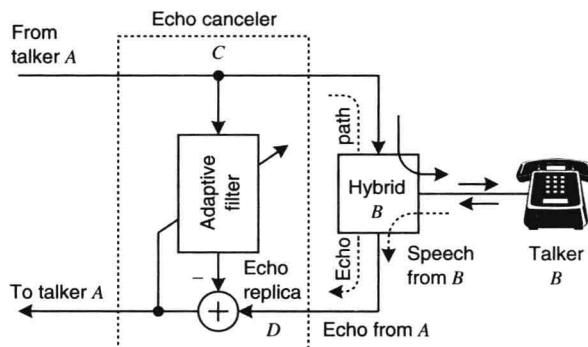 Echo canceler
From
talker A
C
Adaptive
filter
path
Hybrid
B
Echo
Speech
from B
Talker
B
−
Echo
replica
To talker A
+
D
Echo from A